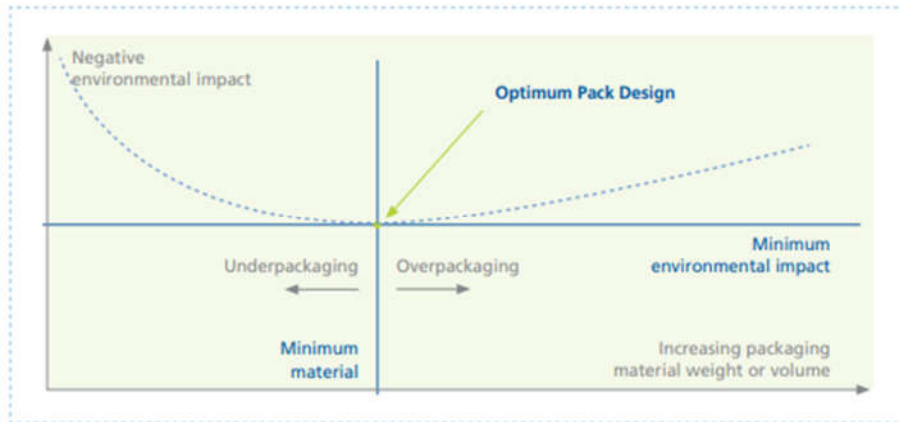 Negative
environmental impact
Optimum Pack Design
Minimum
environmental impact
Underpackaging
Overpackaging
Minimum
material
Increasing packaging
material weight or volume